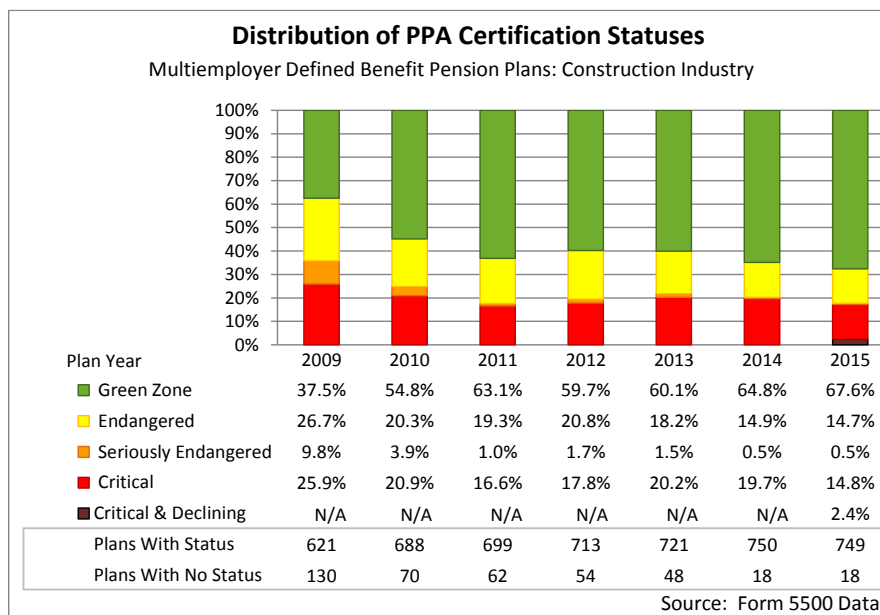 Distribution of PPA Certification Statuses
Multiemployer Defined Benefit Pension Plans: Construction Industry
100%
90%
80%
70%
60%
50%
40%
30%
20%
10%
0%
Plan Year 2009 2010 2011 2012 2013 2014 2015
Green Zone 37.5% 54.8% 63.1% 59.7% 60.1% 64.8% 67.6%
Endangered 26.7% 20.3% 19.3% 20.8% 18.2% 14.9% 14.7%
Seriously Endangered 9.8% 3.9% 1.0% 1.7% 1.5% 0.5% 0.5%
Critical 25.9% 20.9% 16.6% 17.8% 20.2% 19.7% 14.8%
Critical & Declining N/A N/A N/A N/A N/A N/A 2.4%
Plans With Status 621 688 699 713 721 750 749
Plans With No Status 130 70 62 54 48 18 18
Source: Form 5500 Data